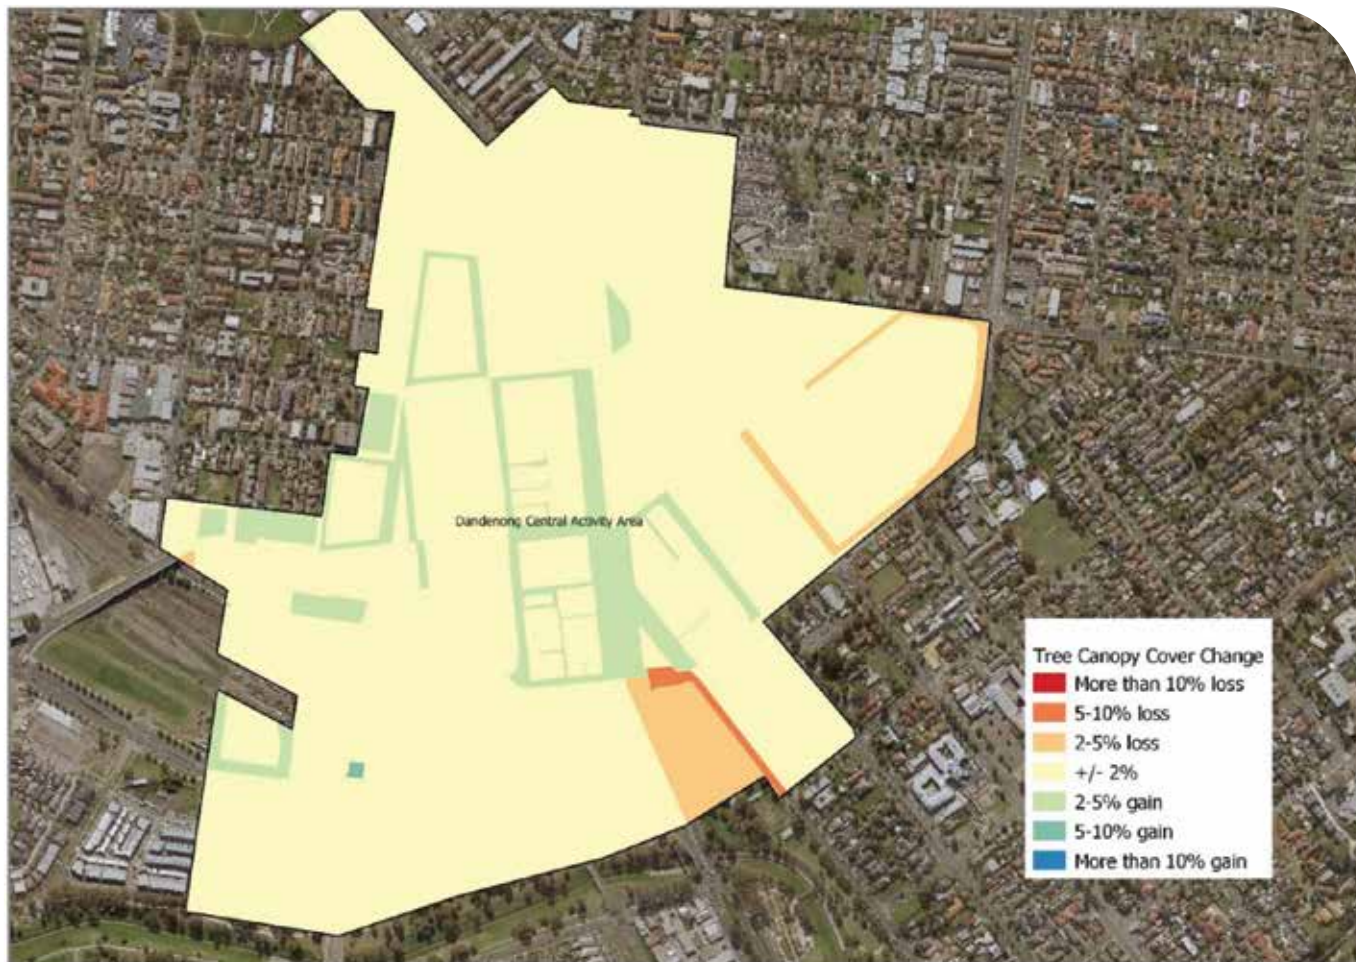 Dandenong Central Activity Area
Tree Canopy Cover Change
More than 10% loss
5-10% loss
2-5% loss
+/- 2%
2-5% gain
5-10% gain
More than 10% gain